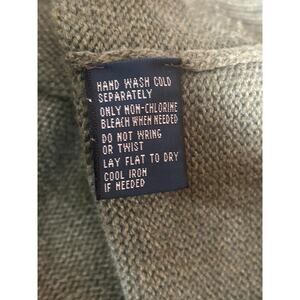 HAND WASH COLD
SEPARATELY
ONLY NON-CHLORINE
BLEACH WHEN NEEDED
DO NOT WRING
OR TWIST
LAY FLAT TO DRY
COOL IRON
IF NEEDED